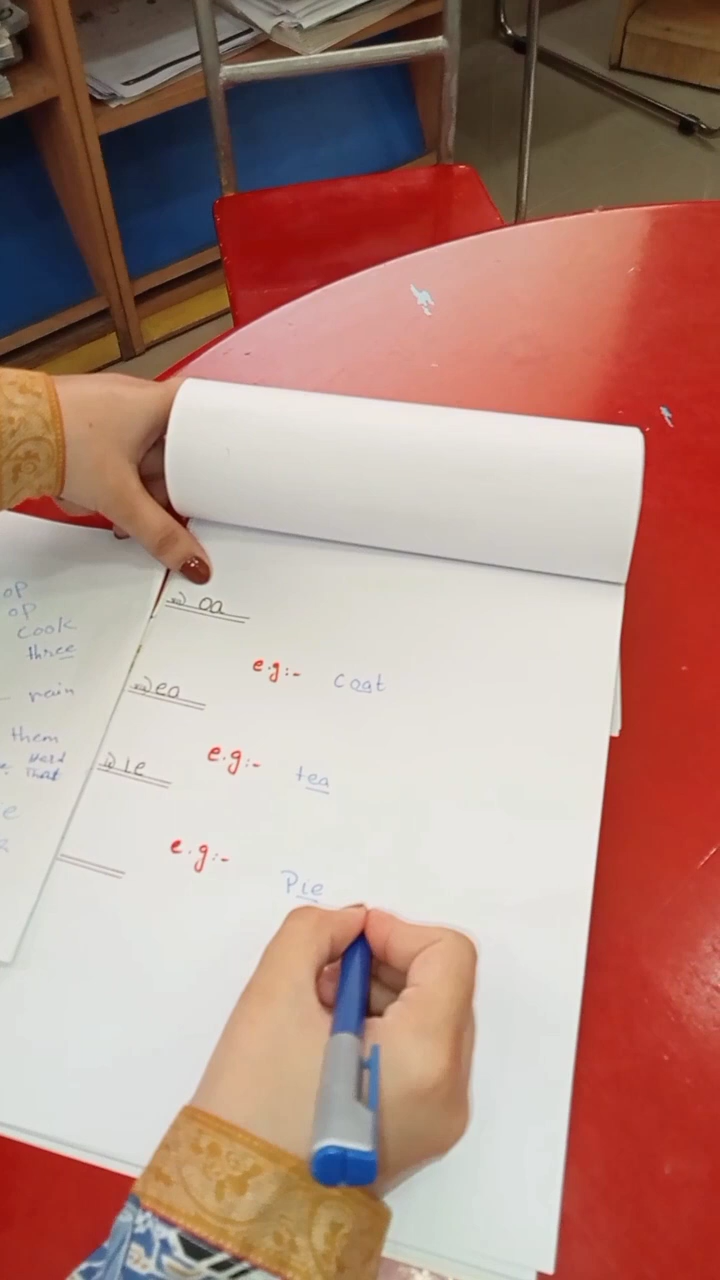 op
op
cook
three
rain
them
That
e
oa
e.g:- coat
ea
e.g:- tea
ie
e.g:-
Pie